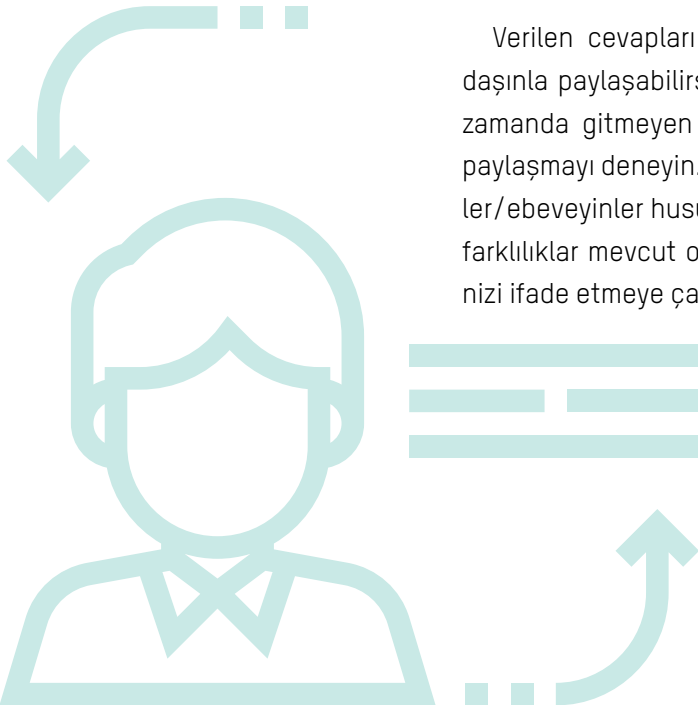 Verilen cevapları
daşınla paylaşabilirs
zamanda gitmeyen
paylaşmayı deneyin.
ler/ebeveyinler husu
farklılıklar mevcut o
nizi ifade etmeye ça